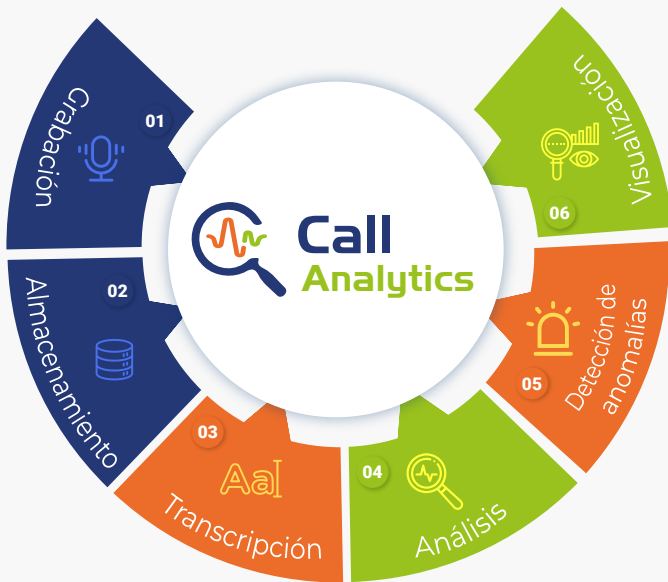 Call
Analytics
01
Grabación
02
Almacenamiento
03
Aa
Transcripción
04
Análisis
05
Detección de
anomalías
06
Visualización